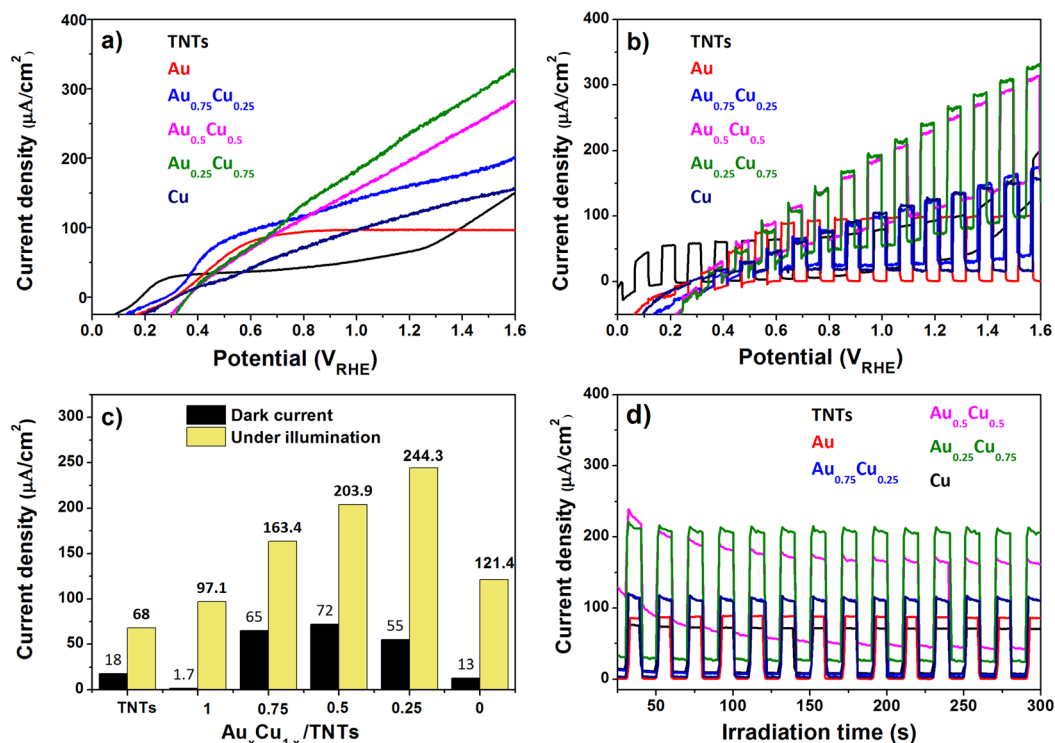 a)
TNTs
Au
Au0.75Cu0.25
Au0.5Cu0.5
Au0.25Cu0.75
Cu
Current density (µA/cm²)
400
300
200
100
0
0.0 0.2 0.4 0.6 0.8 1.0 1.2 1.4 1.6
Potential (VRHE)
b)
TNTs
Au
Au0.75Cu0.25
Au0.5Cu0.5
Au0.25Cu0.75
Cu
Current density (µA/cm²)
400
300
200
100
0
0.0 0.2 0.4 0.6 0.8 1.0 1.2 1.4 1.6
Potential (VRHE)
c)
Dark current
Under illumination
Current density (µA/cm²)
300
250
200
150
100
50
0
18 68
1.7 97.1
65 163.4
72 203.9
55 244.3
13 121.4
TNTs 1 0.75 0.5 0.25 0
AuxCu1-x/TNTs
d)
TNTs
Au
Au0.75Cu0.25
Au0.5Cu0.5
Au0.25Cu0.75
Cu
Current density (µA/cm²)
400
300
200
100
0
50 100 150 200 250 300
Irradiation time (s)